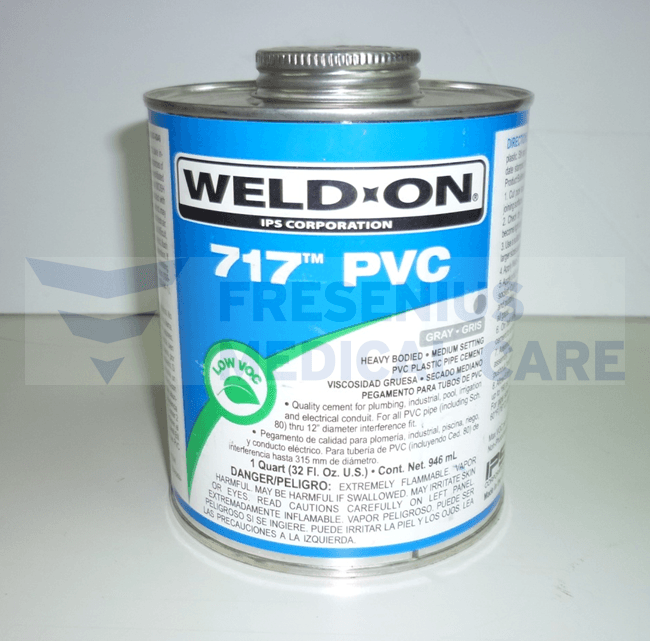 WELD-ON
IPS CORPORATION
717™ PVC
GRAY • GRIS
LOW VOC
HEAVY BODIED • MEDIUM SETTING
PVC PLASTIC PIPE CEMENT
VISCOSIDAD GRUESA • SECADO MEDIANO
PEGAMENTO PARA TUBOS DE PVC
• Quality cement for plumbing, industrial, pool, irrigation
and electrical conduit. For all PVC pipe (including Sch.
80) thru 12" diameter interference fit.
• Pegamento de calidad para plomería, industrial, piscina, riego,
y conducto eléctrico. Para tubería de PVC (incluyendo Ced. 80) de
interferencia hasta 315 mm de diámetro.
1 Quart (32 Fl. Oz. U.S.) • Cont. Net. 946 mL
DANGER/PELIGRO: EXTREMELY FLAMMABLE. VAPOR
HARMFUL. MAY BE HARMFUL IF SWALLOWED. MAY IRRITATE SKIN
OR EYES. READ CAUTIONS CAREFULLY ON LEFT PANEL.
EXTREMADAMENTE INFLAMABLE. VAPOR PELIGROSO. PUEDE SER
PELIGROSO SI SE INGIERE. PUEDE IRRITAR LA PIEL Y LOS OJOS. LEA
LAS PRECAUCIONES A LA IZQUIERDA.
FRESENIUS
MEDICAL CARE